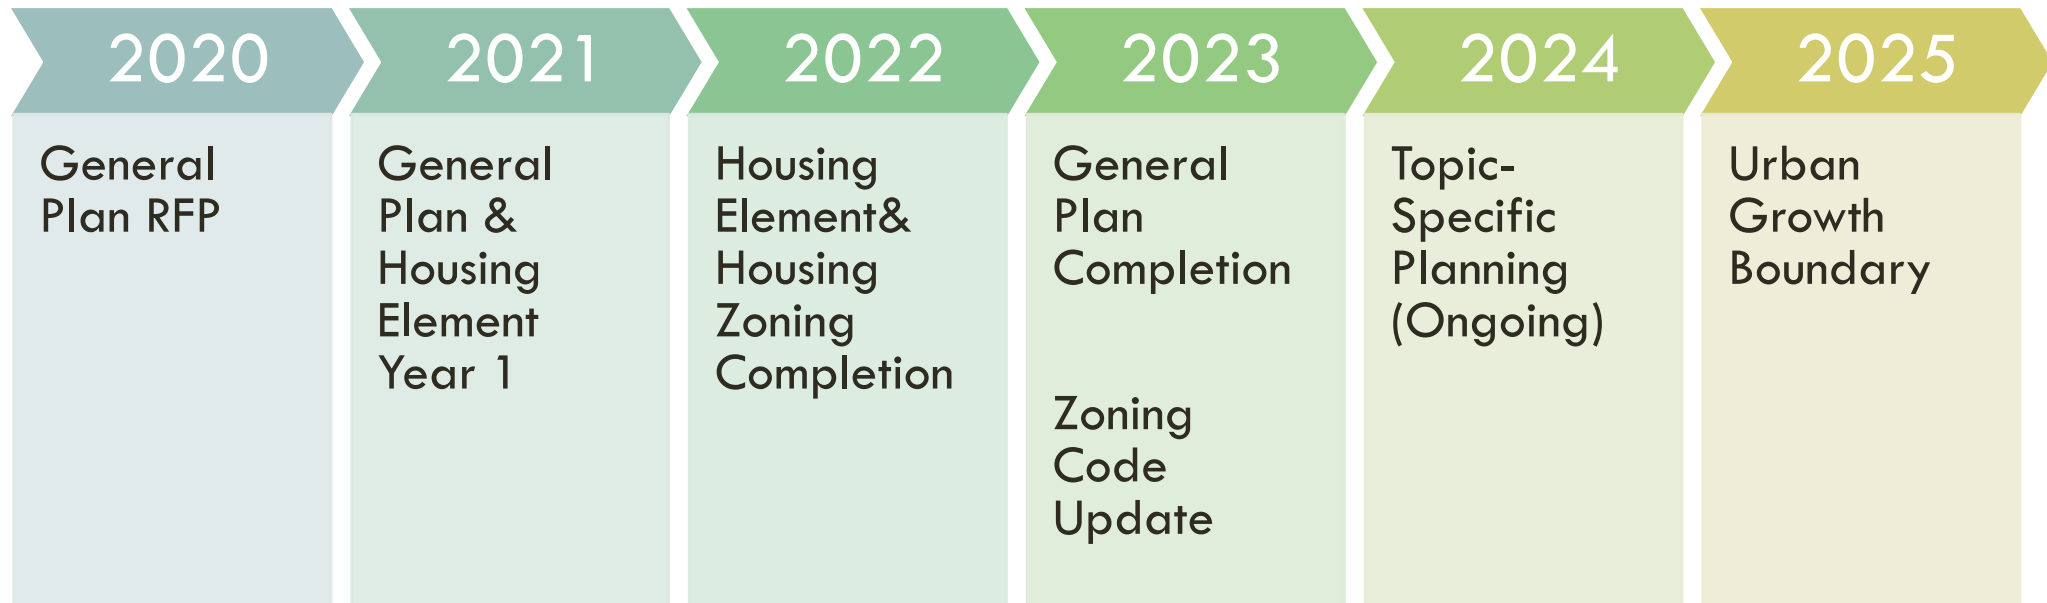 2020
General
Plan RFP
2021
General
Plan &
Housing
Element
Year 1
2022
Housing
Element&
Housing
Zoning
Completion
2023
General
Plan
Completion
Zoning
Code
Update
2024
Topic-
Specific
Planning
(Ongoing)
2025
Urban
Growth
Boundary